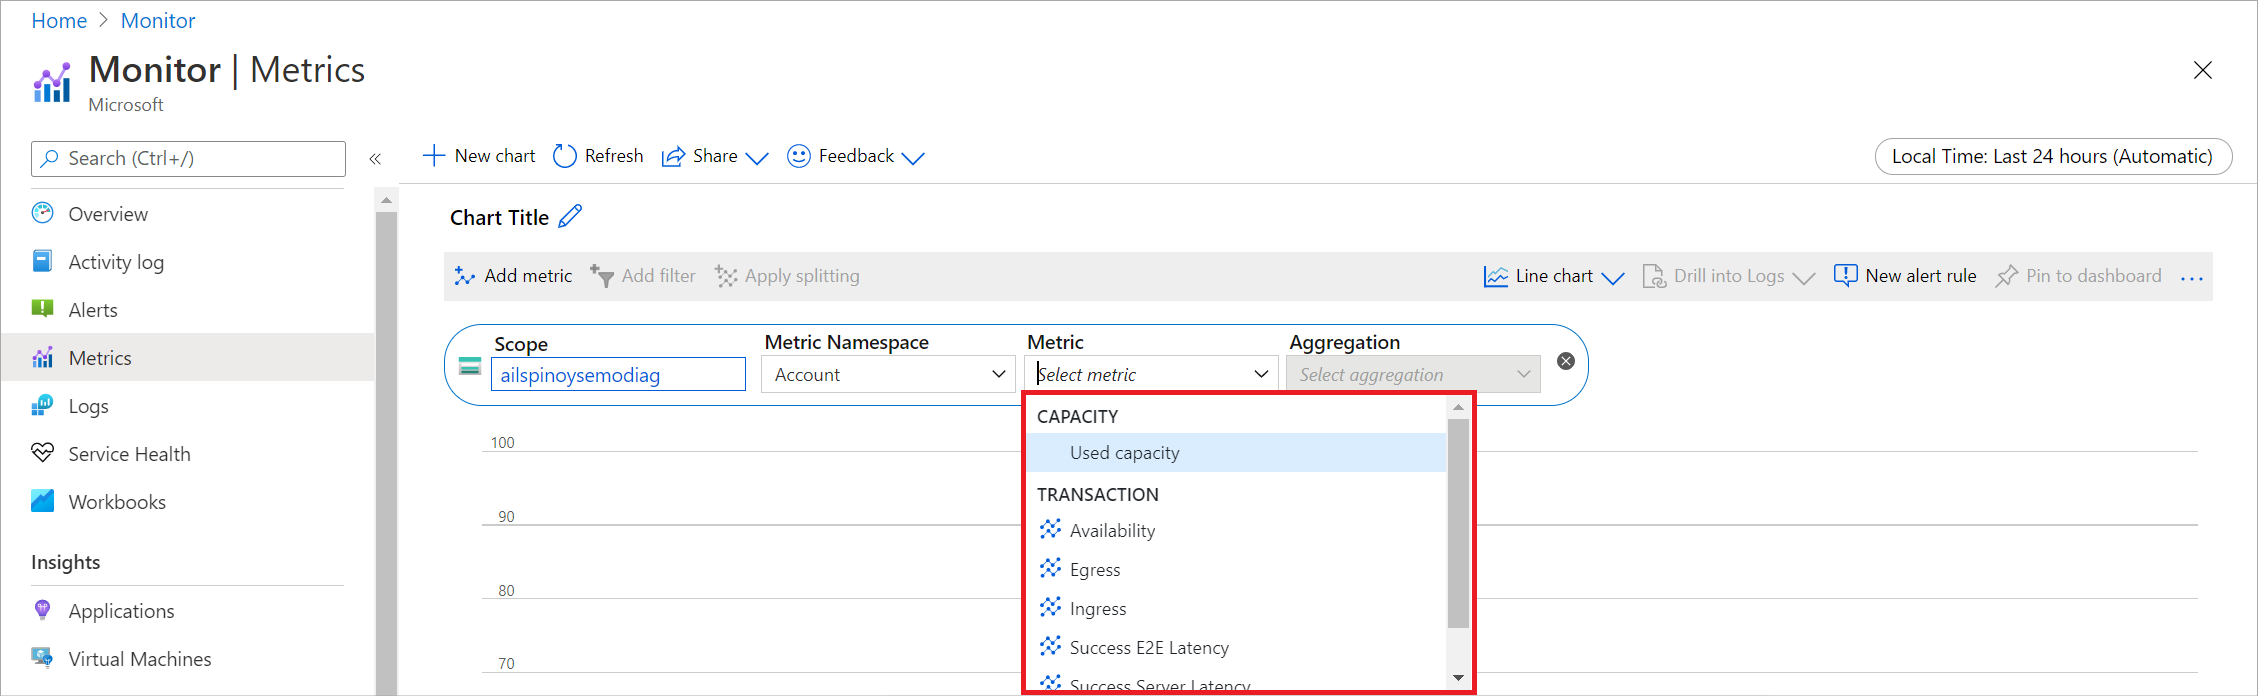 Home > Monitor
Monitor | Metrics
Microsoft
Search (Ctrl+/)
«
Overview
Activity log
Alerts
Metrics
Logs
Service Health
Workbooks
Insights
Applications
Virtual Machines
New chart
Refresh
Share
Feedback
Local Time: Last 24 hours (Automatic)
Chart Title
Add metric
Add filter
Apply splitting
Line chart
Drill into Logs
New alert rule
Pin to dashboard
...
Scope
ailspinoysemodiag
Metric Namespace
Account
Metric
Select metric
Aggregation
Select aggregation
CAPACITY
Used capacity
TRANSACTION
Availability
Egress
Ingress
Success E2E Latency
Success Server Latency
100
90
80
70